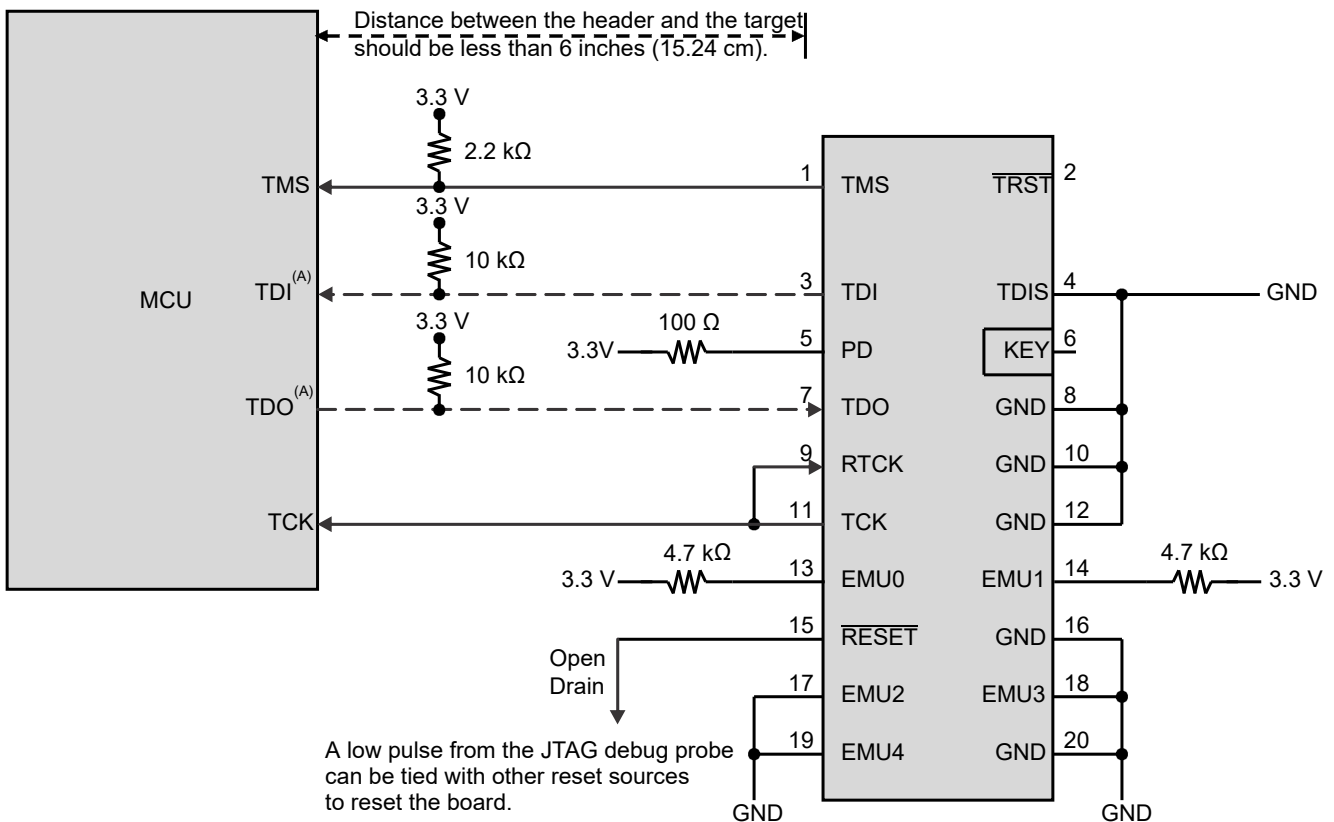 Distance between the header and the target
should be less than 6 inches (15.24 cm).
3.3 V
2.2 kΩ
TMS
1
TMS
TRST
2
3.3 V
10 kΩ
MCU
TDI(A)
3
TDI
TDIS
4
GND
3.3 V
100 Ω
3.3V
5
PD
KEY
6
10 kΩ
TDO(A)
7
TDO
GND
8
9
RTCK
GND
10
TCK
11
TCK
GND
12
4.7 kΩ
3.3 V
13
EMU0
EMU1
14
4.7 kΩ
3.3 V
15
RESET
GND
16
Open
Drain
17
EMU2
EMU3
18
A low pulse from the JTAG debug probe
can be tied with other reset sources
to reset the board.
19
EMU4
GND
20
GND
GND